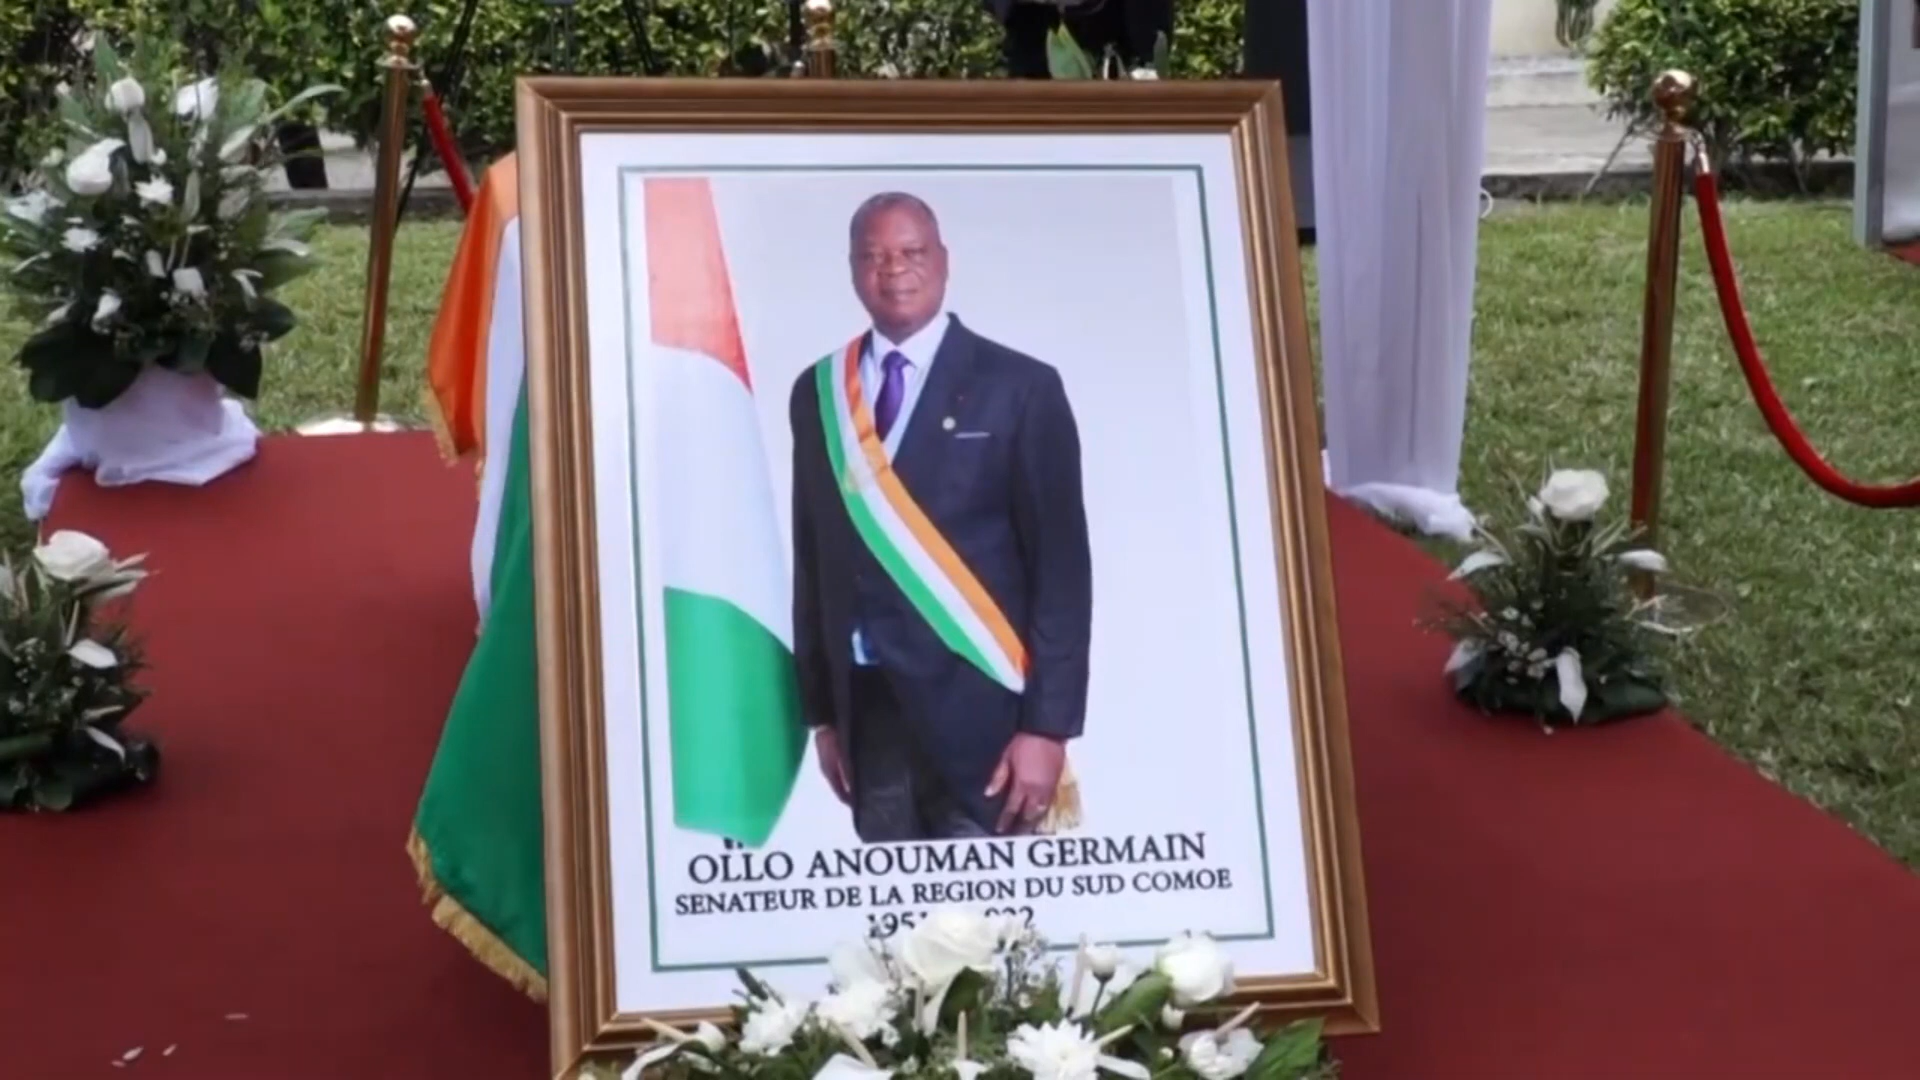 OLLO ANOUMAN GERMAIN
SENATEUR DE LA REGION DU SUD COMOE